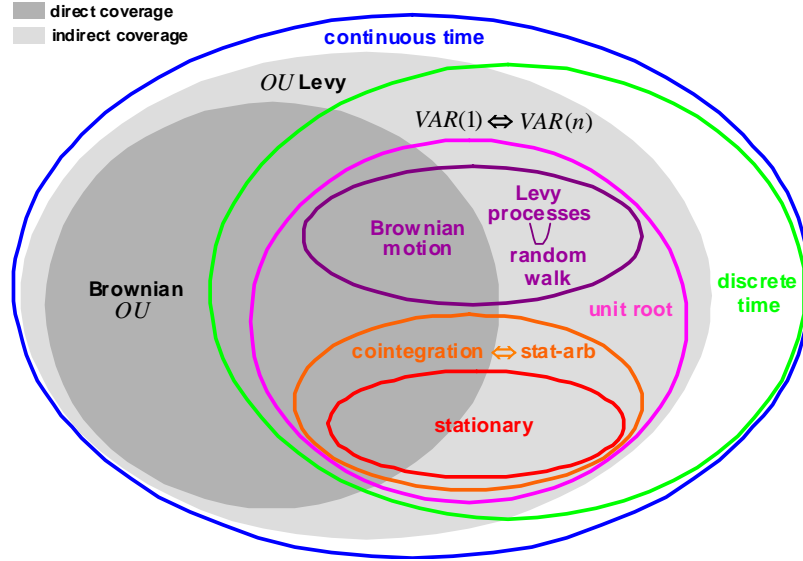 direct coverage
indirect coverage
continuous time
OU Levy
VAR(1) ⇔ VAR(n)
Levy
processes
Brownian
motion
random
walk
Brownian
OU
discrete
time
unit root
cointegration ⇔ stat-arb
stationary